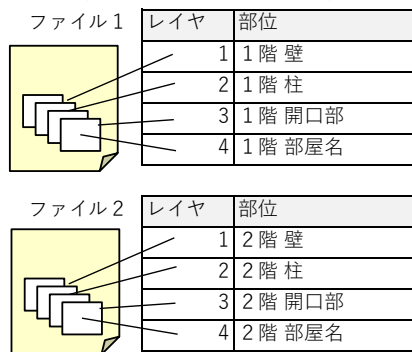 ファイル1
レイヤ 部位
1 1階 壁
2 1階 柱
3 1階 開口部
4 1階 部屋名
ファイル2
レイヤ 部位
1 2階 壁
2 2階 柱
3 2階 開口部
4 2階 部屋名